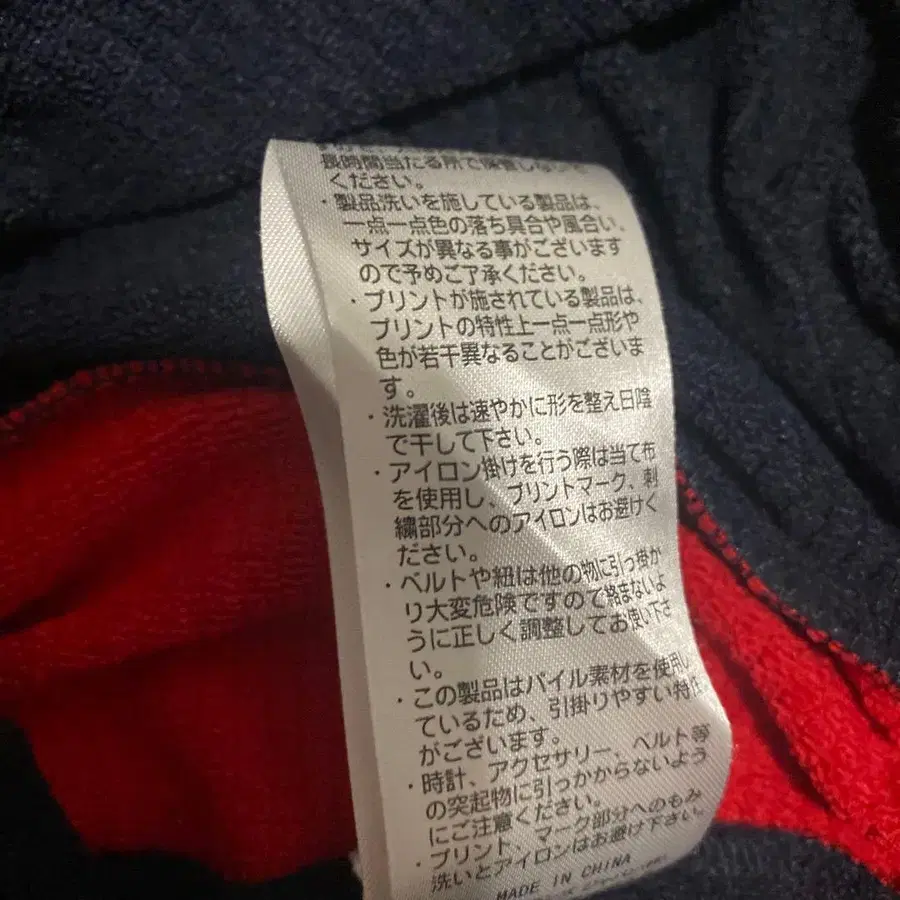 長時間当たる所で保管しないで
ください。
・製品洗いを施している製品は、
一点一点色の落ち具合や風合い、
サイズが異なる事がございます
ので予めご了承ください。
・プリントが施されている製品は、
プリントの特性上一点一点形や
色が若干異なることがございま
す。
・洗濯後は速やかに形を整え日陰
で干して下さい。
・アイロン掛けを行う際は当て布
を使用し、プリントマーク、刺
繍部分へのアイロンはお避けく
ださい。
・ベルトや紐は他の物に引っ掛か
り大変危険ですので絡まないよ
うに正しく調整してお使い下さ
い。
・この製品はパイル素材を使用し
ているため、引掛りやすい特性
がございます。
・時計、アクセサリー、ベルト等
の突起物に引っかからないよう
にご注意ください。
・プリント、マーク部分へのもみ
洗いとアイロンはお避け下さい。
MADE IN CHINA